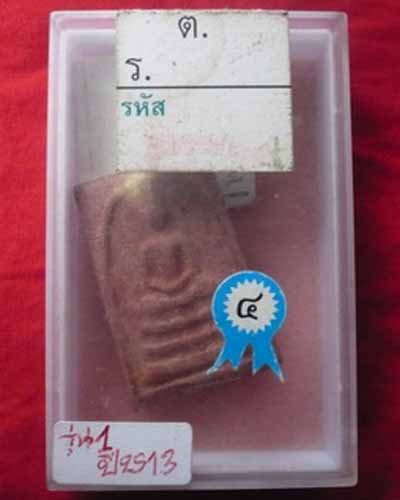 ต.
ร.
รหัส
๔
รุ่น1
ปี2513